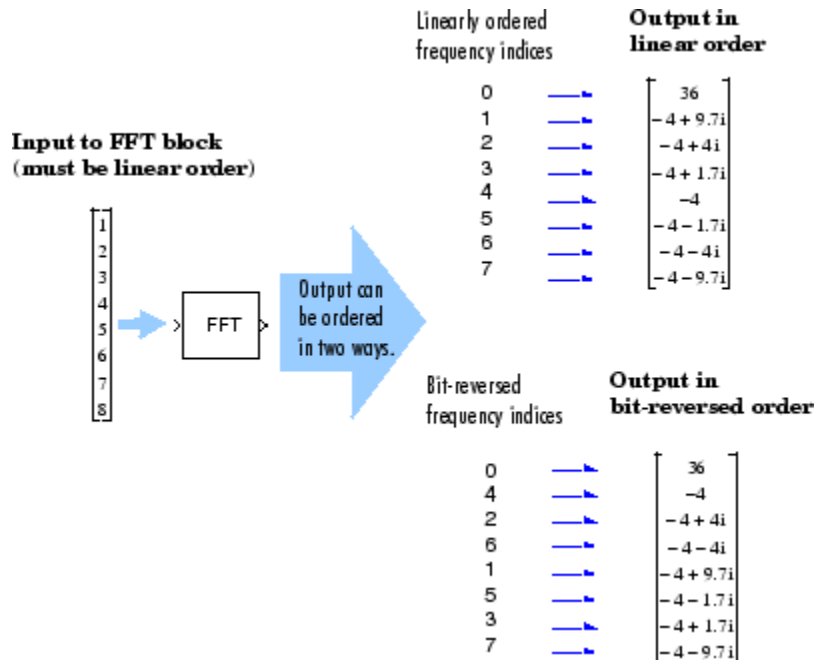 Input to FFT block
(must be linear order)
1
2
3
4
5
6
7
8
FFT
Output can
be ordered
in two ways.
Linearly ordered
frequency indices
Output in
linear order
0
36
1
−4 + 9.7i
2
−4 + 4i
3
−4 + 1.7i
4
−4
5
−4 − 1.7i
6
−4 − 4i
7
−4 − 9.7i
Bit-reversed
frequency indices
Output in
bit-reversed order
0
36
4
−4
2
−4 + 4i
6
−4 − 4i
1
−4 + 9.7i
5
−4 − 1.7i
3
−4 + 1.7i
7
−4 − 9.7i